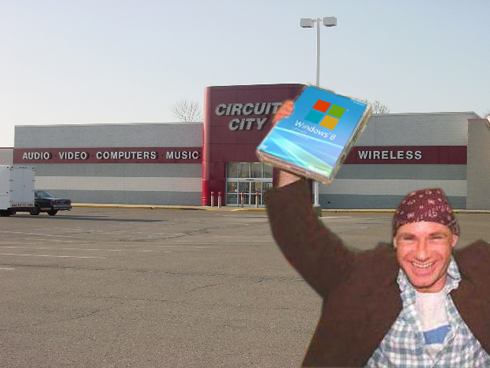 CIRCUIT
CITY
AUDIO VIDEO COMPUTERS MUSIC
WIRELESS
Windows 8